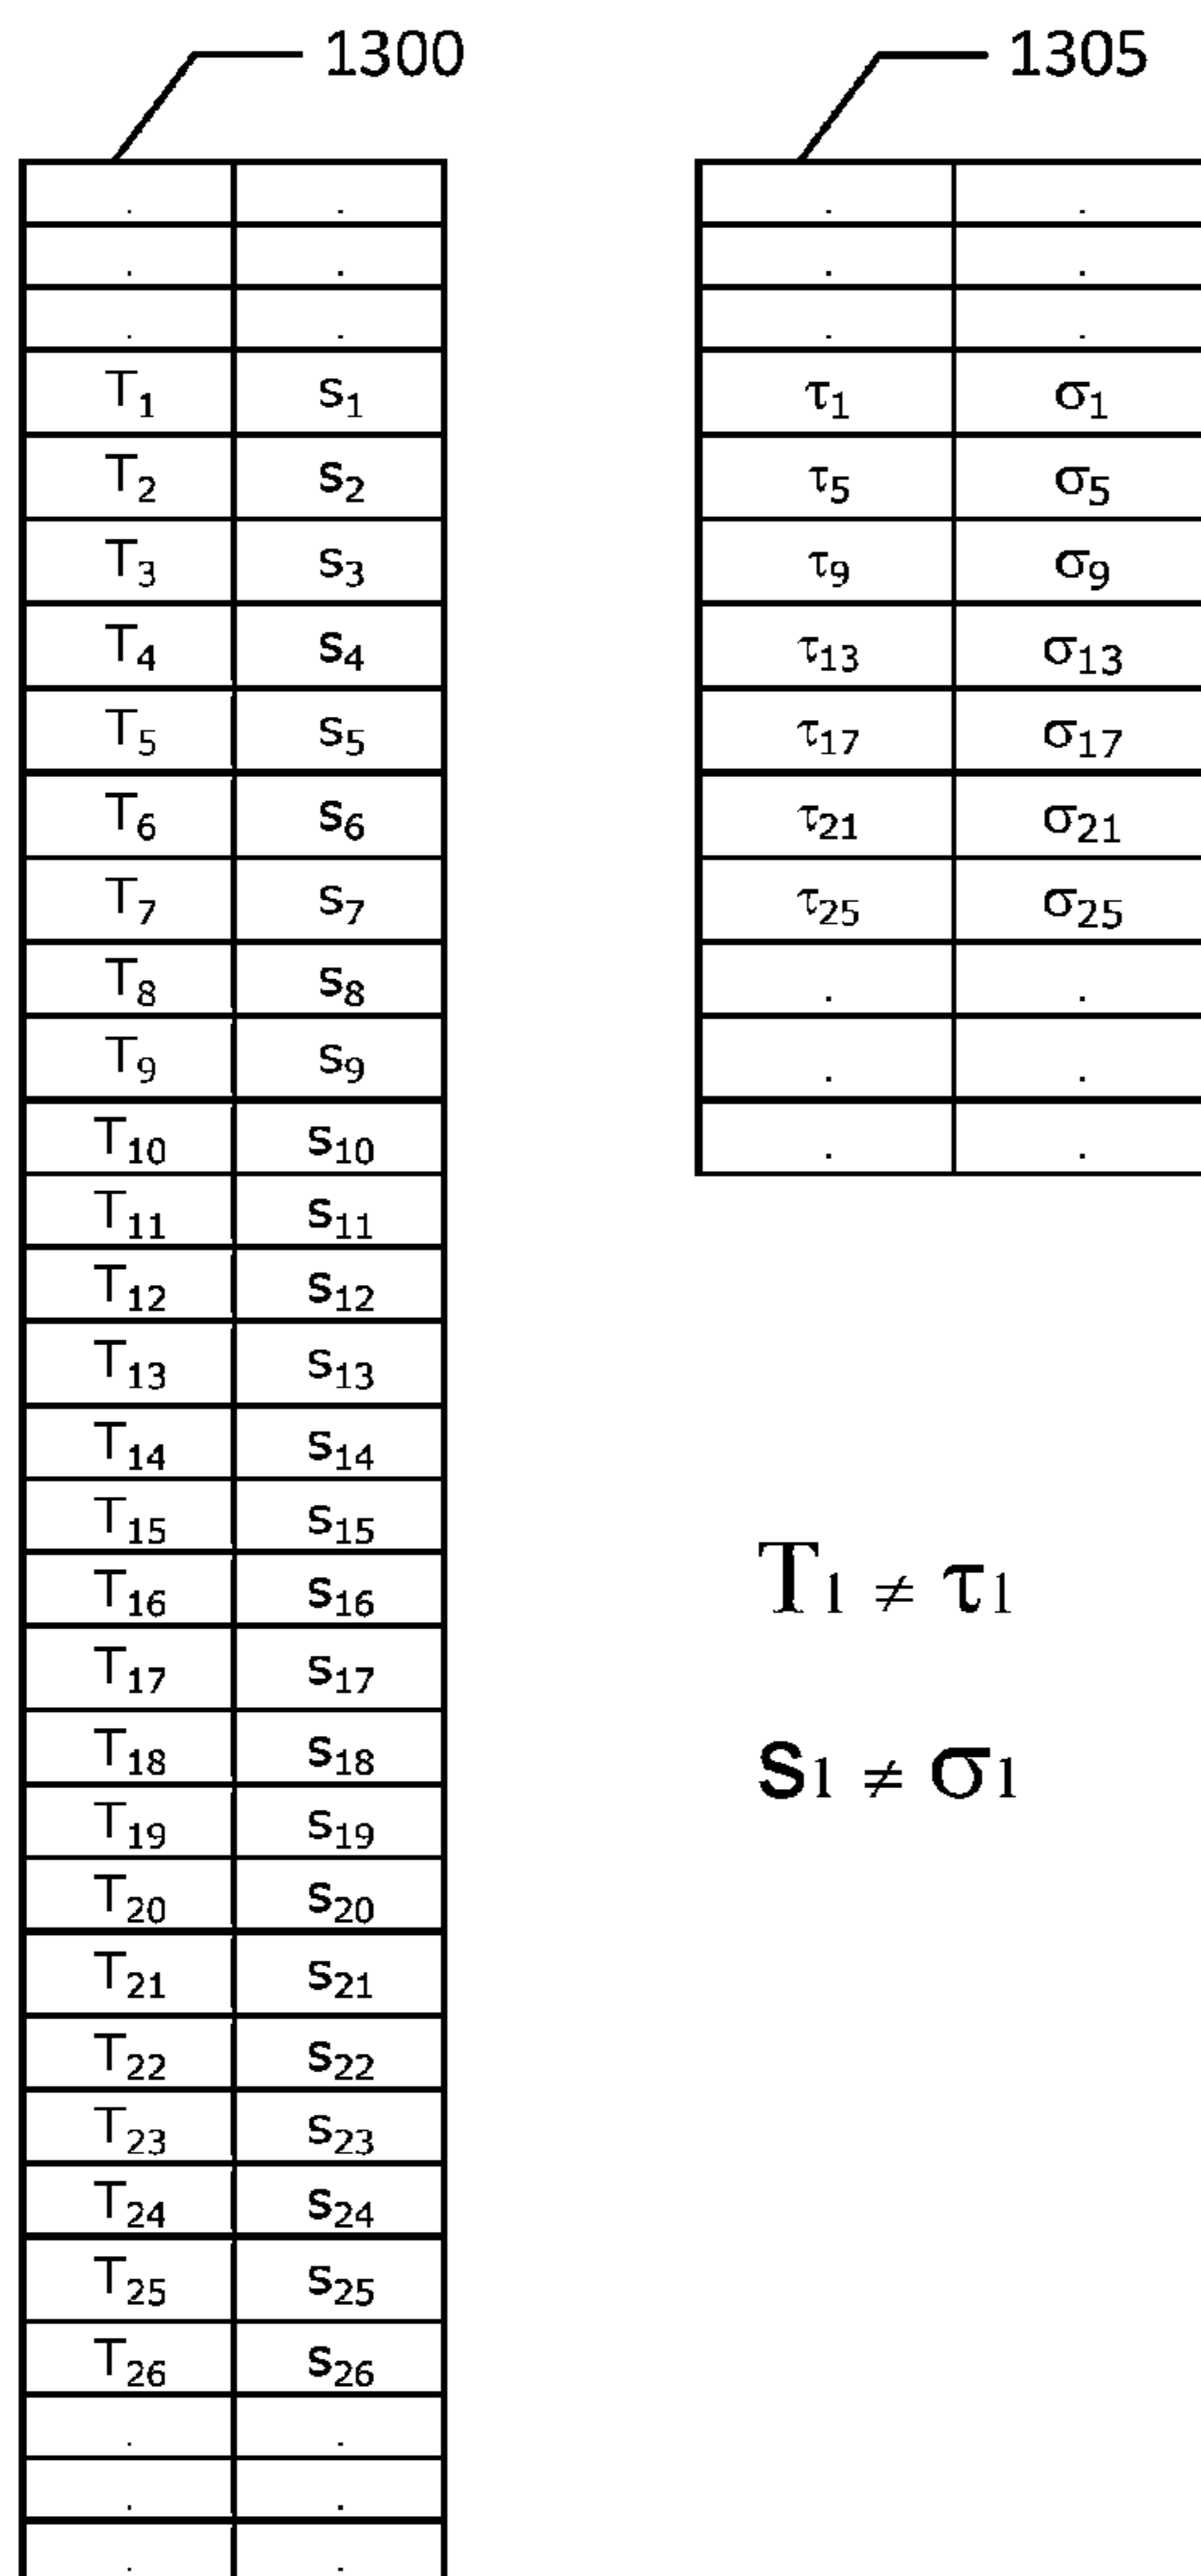 1300
1305
. .
. .
. .
T₁ s₁
T₂ s₂
T₃ s₃
T₄ s₄
T₅ s₅
T₆ s₆
T₇ s₇
T₈ s₈
T₉ s₉
T₁₀ s₁₀
T₁₁ s₁₁
T₁₂ s₁₂
T₁₃ s₁₃
T₁₄ s₁₄
T₁₅ s₁₅
T₁₆ s₁₆
T₁₇ s₁₇
T₁₈ s₁₈
T₁₉ s₁₉
T₂₀ s₂₀
T₂₁ s₂₁
T₂₂ s₂₂
T₂₃ s₂₃
T₂₄ s₂₄
T₂₅ s₂₅
T₂₆ s₂₆
. .
. .
. .
. .
. .
. .
τ₁ σ₁
τ₅ σ₅
τ₉ σ₉
τ₁₃ σ₁₃
τ₁₇ σ₁₇
τ₂₁ σ₂₁
τ₂₅ σ₂₅
. .
. .
. .
T₁ ≠ τ₁
s₁ ≠ σ₁